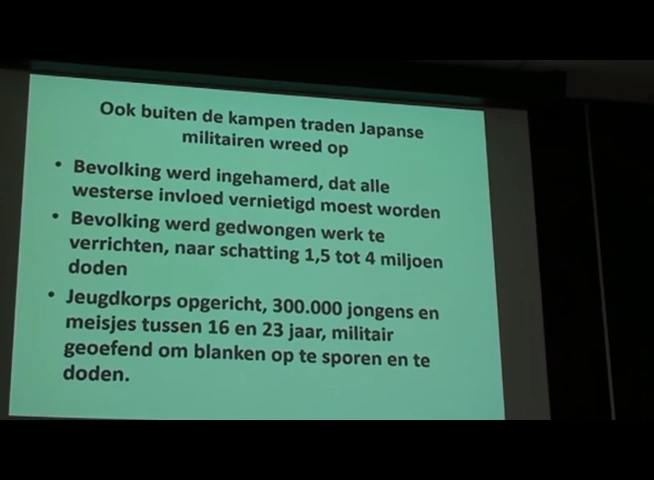 Ook buiten de kampen traden Japanse
militairen wreed op
• Bevolking werd ingehamerd, dat alle
westerse invloed vernietigd moest worden
• Bevolking werd gedwongen werk te
verrichten, naar schatting 1,5 tot 4 miljoen
doden
• Jeugdkorps opgericht, 300.000 jongens en
meisjes tussen 16 en 23 jaar, militair
geoefend om blanken op te sporen en te
doden.